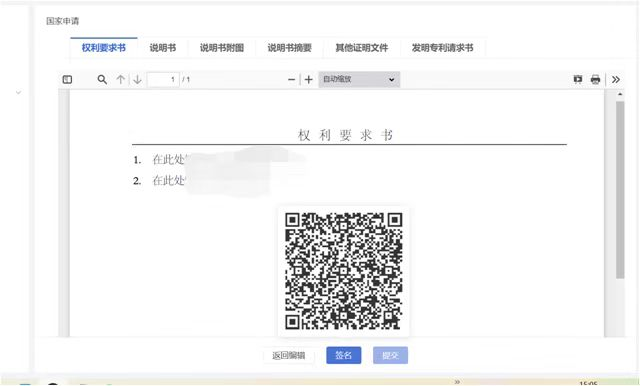 国家申请
权利要求书 说明书 说明书附图 说明书摘要 其他证明文件 发明专利请求书
1 / 1 自动缩放
权利要求书
1. 在此处
2. 在此处
返回编辑 签名 提交
15:05